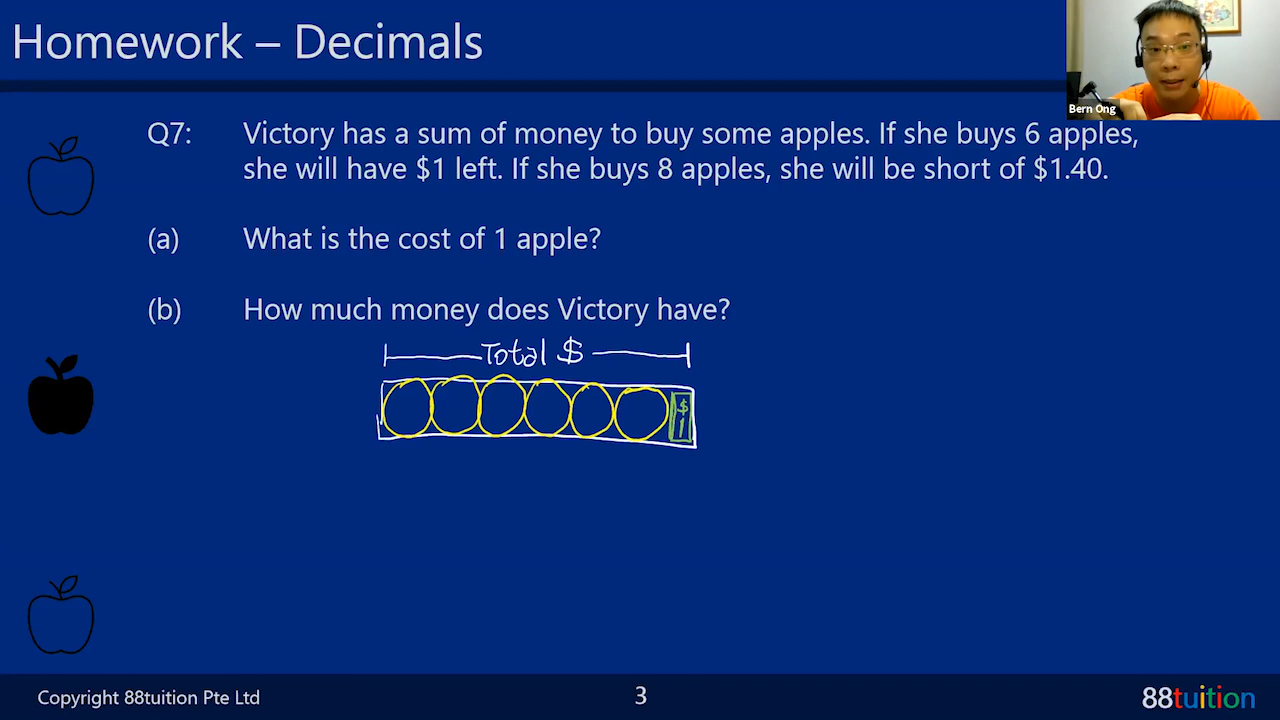 Homework – Decimals
Bern Ong
Q7: Victory has a sum of money to buy some apples. If she buys 6 apples,
she will have $1 left. If she buys 8 apples, she will be short of $1.40.
(a) What is the cost of 1 apple?
(b) How much money does Victory have?
Total $
$
1
Copyright 88tuition Pte Ltd
3
88tuition